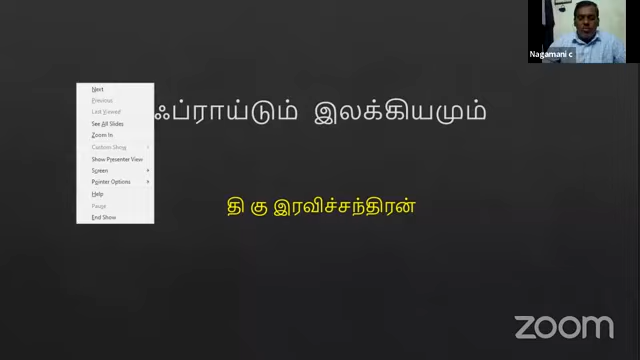 Nagamani c
ஃப்ராய்டும் இலக்கியமும்
Next
Previous
Last Viewed
See All Slides
Zoom In
Custom Show
Show Presenter View
Screen
Pointer Options
Help
Pause
End Show
தி கு இரவிச்சந்திரன்
zoom